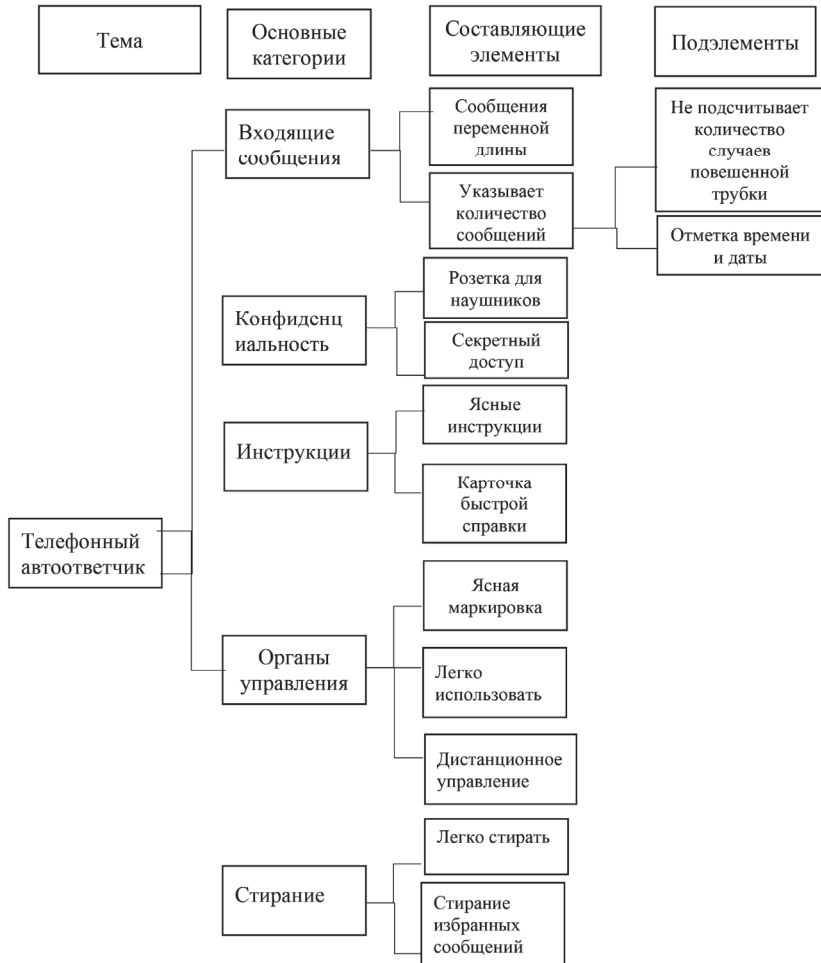 Тема
Основные
категории
Составляющие
элементы
Подэлементы
Входящие
сообщения
Сообщения
переменной
длины
Указывает
количество
сообщений
Не подсчитывает
количество
случаев
повешенной
трубки
Отметка времени
и даты
Конфиденц
иальность
Розетка для
наушников
Секретный
доступ
Инструкции
Ясные
инструкции
Карточка
быстрой
справки
Телефонный
автоответчик
Органы
управления
Ясная
маркировка
Легко
использовать
Дистанционное
управление
Стирание
Легко стирать
Стирание
избранных
сообщений